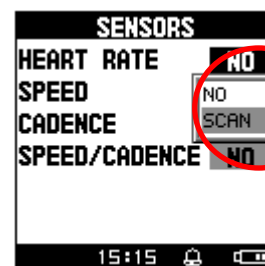 SENSORS
HEART RATE NO
SPEED NO
CADENCE SCAN
SPEED/CADENCE NO
15:15